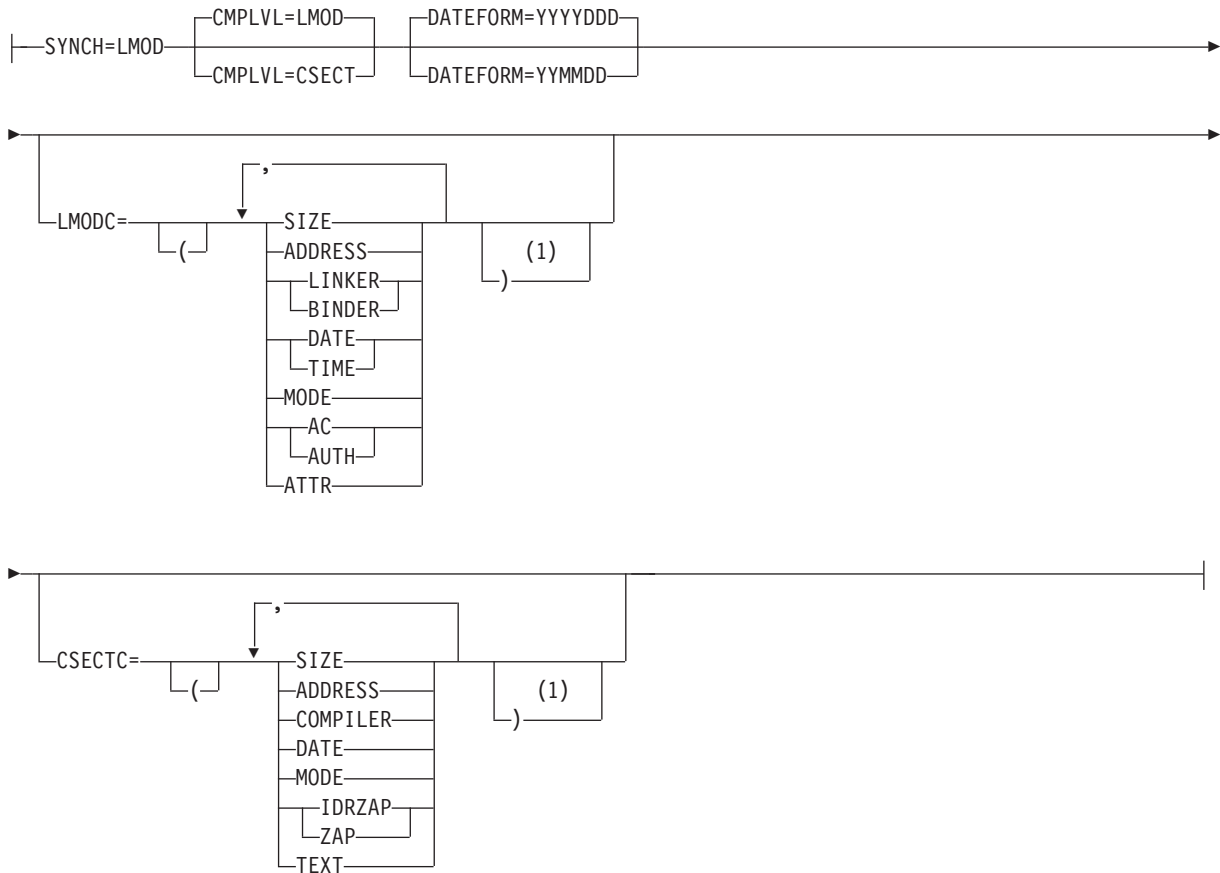 CMPLVL=LMOD DATEFORM=YYYYDDD
SYNCH=LMOD
CMPLVL=CSECT DATEFORM=YYMMDD
,
LMODC= SIZE
( ADDRESS (1)
LINKER )
BINDER
DATE
TIME
MODE
AC
AUTH
ATTR
,
CSECTC= SIZE
( ADDRESS (1)
COMPILER )
DATE
MODE
IDRZAP
ZAP
TEXT